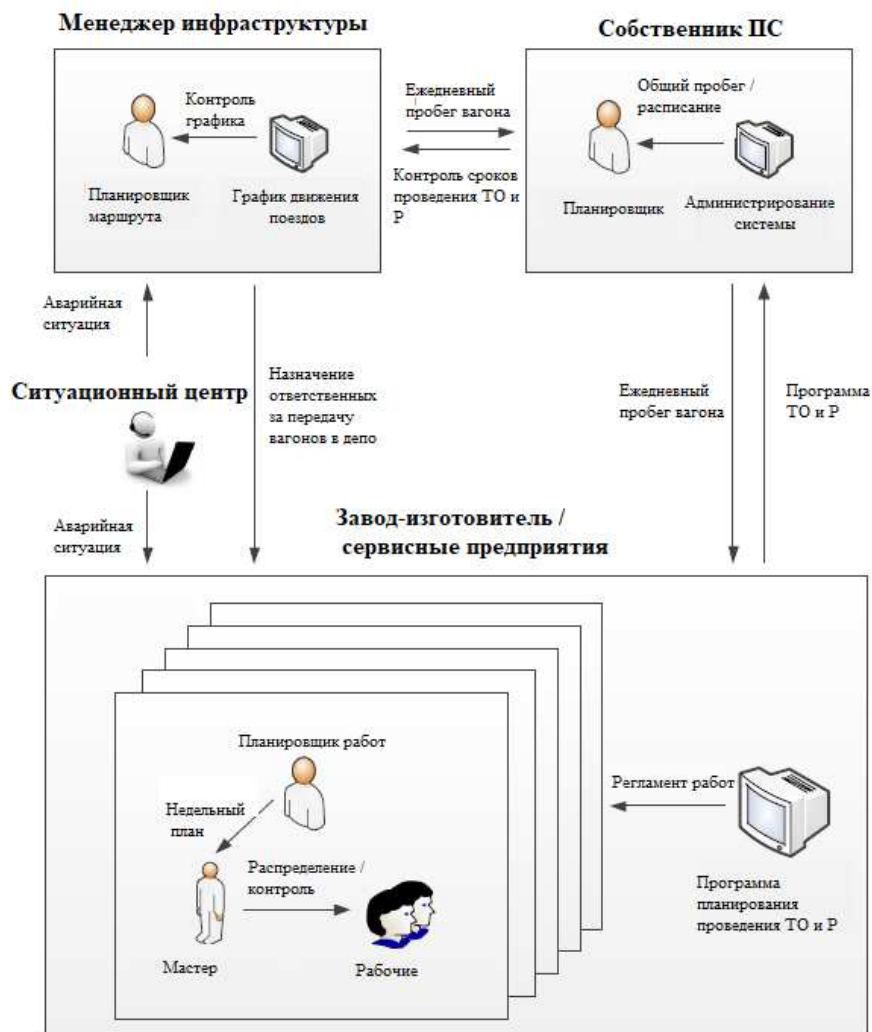 Менеджер инфраструктуры
Собственник ПС
Контроль
графика
Планировщик
маршрута
График движения
поездов
Ежедневный
пробег вагона
Контроль сроков
проведения ТО и
Р
Общий пробег /
расписание
Планировщик
Администрирование
системы
Аварийная
ситуация
Ситуационный центр
Назначение
ответственных
за передачу
вагонов в депо
Ежедневный
пробег вагона
Программа
ТО и Р
Аварийная
ситуация
Завод-изготовитель /
сервисные предприятия
Планировщик работ
Недельный
план
Распределение /
контроль
Мастер
Рабочие
Регламент работ
Программа
планирования
проведения ТО и Р